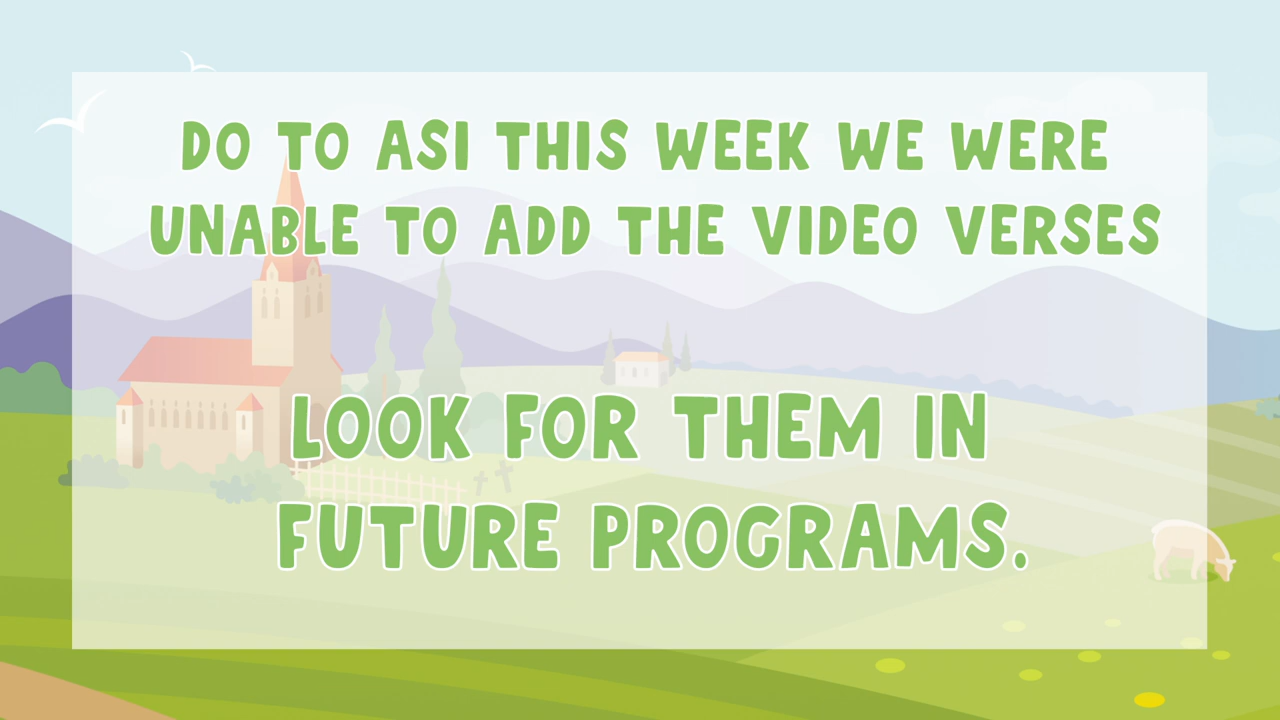 DO TO ASI THIS WEEK WE WERE
UNABLE TO ADD THE VIDEO VERSES
LOOK FOR THEM IN
FUTURE PROGRAMS.